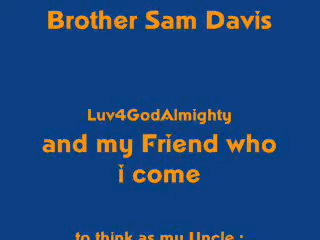 Brother Sam Davis
Luv4GodAlmighty
and my Friend who
i come
to think as my Uncle :